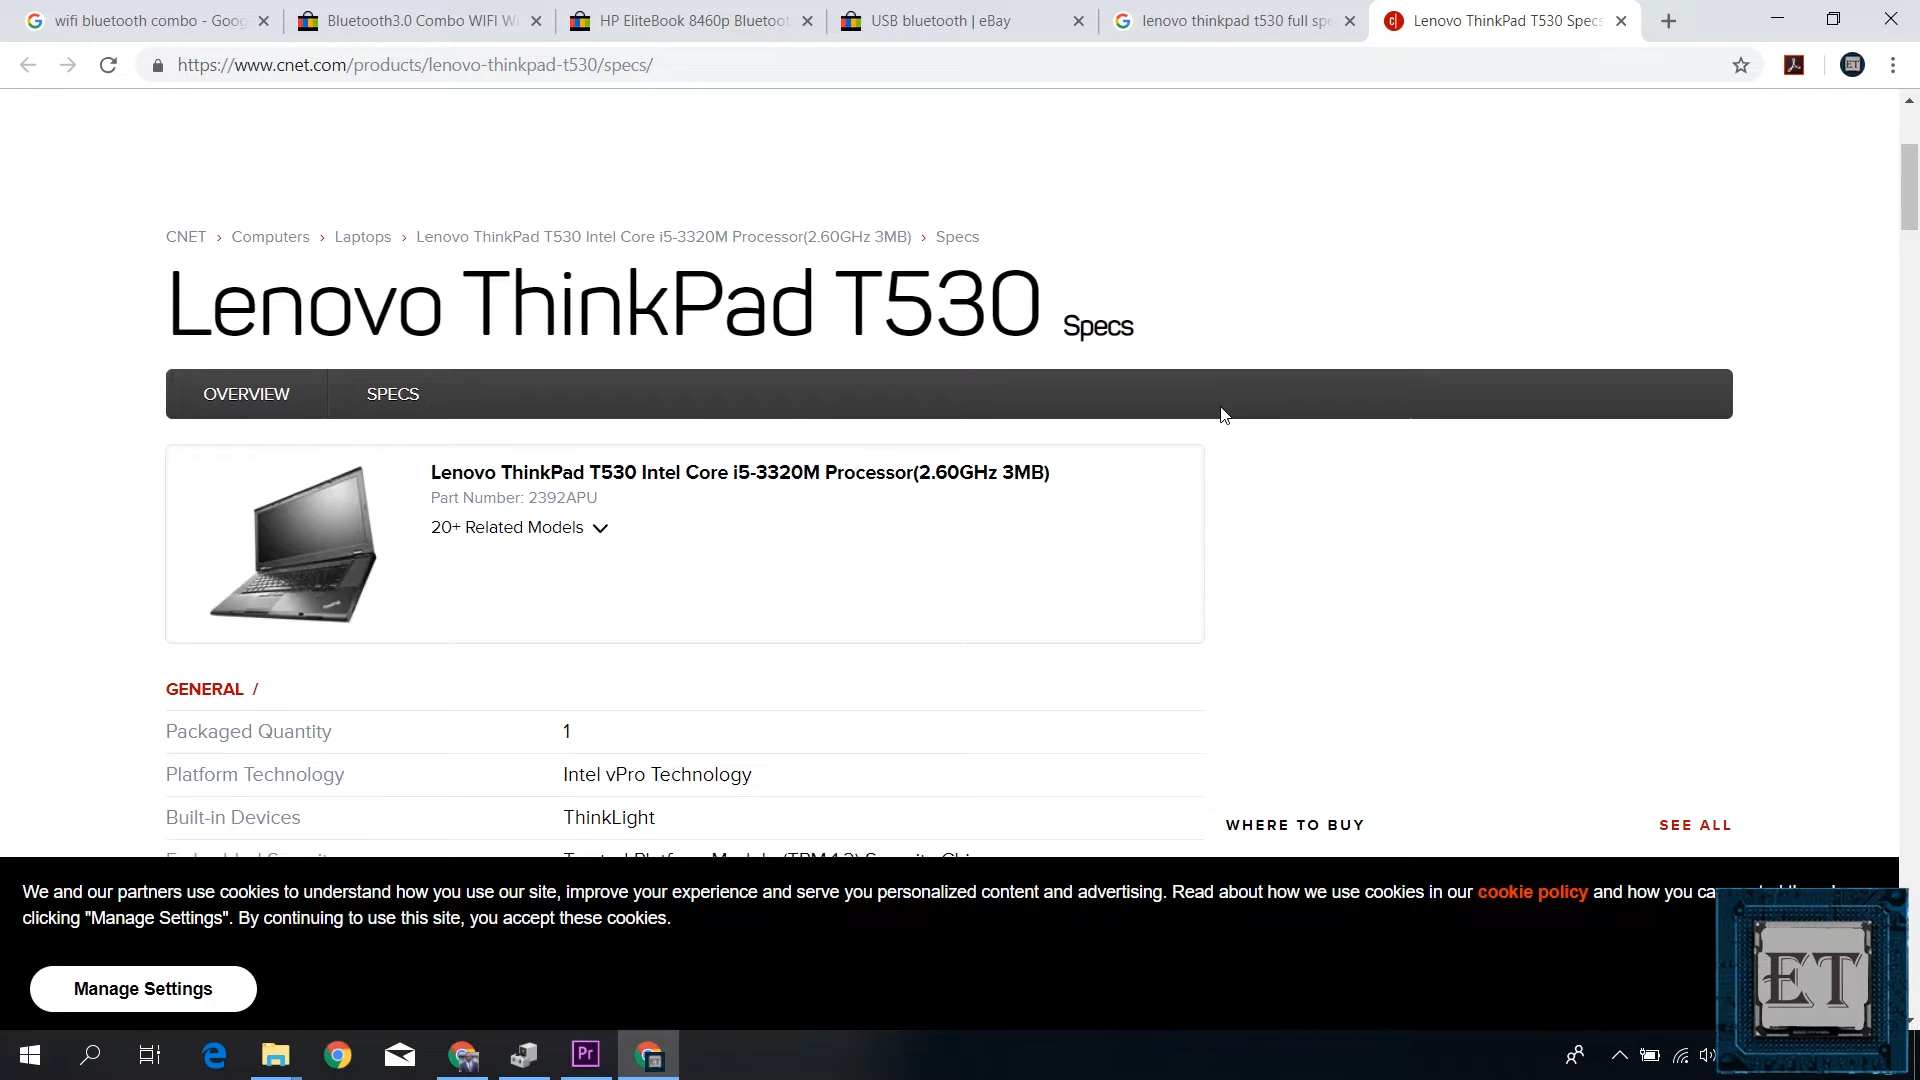 wifi bluetooth combo - Goog
Bluetooth3.0 Combo WIFI Wi
HP EliteBook 8460p Bluetoot
USB bluetooth | eBay
lenovo thinkpad t530 full spe
Lenovo ThinkPad T530 Specs
https://www.cnet.com/products/lenovo-thinkpad-t530/specs/
CNET › Computers › Laptops › Lenovo ThinkPad T530 Intel Core i5-3320M Processor(2.60GHz 3MB) › Specs
Lenovo ThinkPad T530 Specs
OVERVIEW
SPECS
Lenovo ThinkPad T530 Intel Core i5-3320M Processor(2.60GHz 3MB)
Part Number: 2392APU
20+ Related Models
GENERAL /
Packaged Quantity 1
Platform Technology Intel vPro Technology
Built-in Devices ThinkLight
WHERE TO BUY SEE ALL
We and our partners use cookies to understand how you use our site, improve your experience and serve you personalized content and advertising. Read about how we use cookies in our cookie policy and how you
clicking "Manage Settings". By continuing to use this site, you accept these cookies.
Manage Settings
Pr
ET